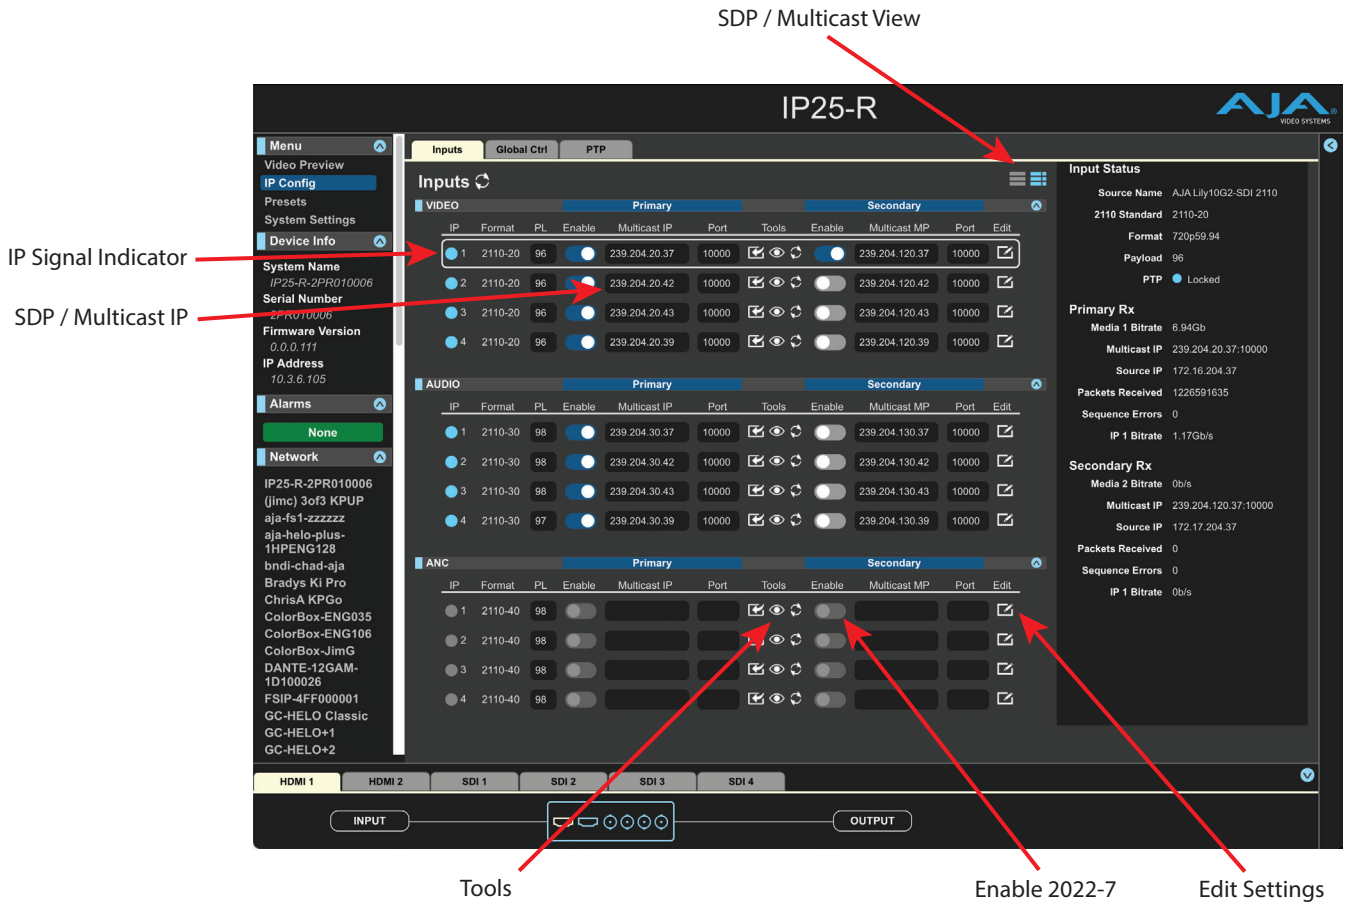 SDP / Multicast View
IP25-R
AJA
VIDEO SYSTEMS
Menu
Video Preview
IP Config
Presets
System Settings
Device Info
System Name
IP25-R-2PR010006
Serial Number
2PR010006
Firmware Version
0.0.0.111
IP Address
10.3.6.105
Alarms
None
Network
IP25-R-2PR010006
(jimc) 3of3 KPUP
aja-fs1-zzzzzz
aja-helo-plus-
1HPENG128
bndi-chad-aja
Bradys Ki Pro
ChrisA KPGo
ColorBox-ENG035
ColorBox-ENG106
ColorBox-JimG
DANTE-12GAM-
1D100026
FSIP-4FF000001
GC-HELO Classic
GC-HELO+1
GC-HELO+2
IP Signal Indicator
SDP / Multicast IP
Inputs Global Ctrl PTP
Inputs
VIDEO Primary Secondary
IP Format PL Enable Multicast IP Port Tools Enable Multicast MP Port Edit
1 2110-20 96 239.204.20.37 10000 239.204.120.37 10000
2 2110-20 96 239.204.20.42 10000 239.204.120.42 10000
3 2110-20 96 239.204.20.43 10000 239.204.120.43 10000
4 2110-20 96 239.204.20.39 10000 239.204.120.39 10000
AUDIO Primary Secondary
IP Format PL Enable Multicast IP Port Tools Enable Multicast MP Port Edit
1 2110-30 98 239.204.30.37 10000 239.204.130.37 10000
2 2110-30 98 239.204.30.42 10000 239.204.130.42 10000
3 2110-30 98 239.204.30.43 10000 239.204.130.43 10000
4 2110-30 97 239.204.30.39 10000 239.204.130.39 10000
ANC Primary Secondary
IP Format PL Enable Multicast IP Port Tools Enable Multicast MP Port Edit
1 2110-40 98
2 2110-40 98
3 2110-40 98
4 2110-40 98
Input Status
Source Name AJA Lily10G2-SDI 2110
2110 Standard 2110-20
Format 720p59.94
Payload 96
PTP Locked
Primary Rx
Media 1 Bitrate 6.94Gb
Multicast IP 239.204.20.37:10000
Source IP 172.16.204.37
Packets Received 1226591635
Sequence Errors 0
IP 1 Bitrate 1.17Gb/s
Secondary Rx
Media 2 Bitrate 0b/s
Multicast IP 239.204.120.37:10000
Source IP 172.17.204.37
Packets Received 0
Sequence Errors 0
IP 1 Bitrate 0b/s
HDMI 1 HDMI 2 SDI 1 SDI 2 SDI 3 SDI 4
INPUT OUTPUT
Tools
Enable 2022-7
Edit Settings